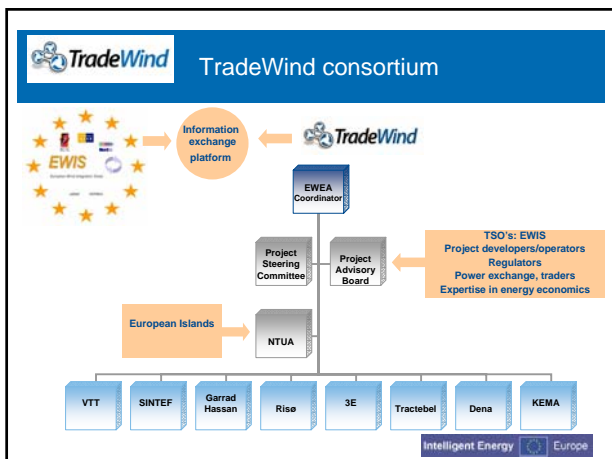 TradeWind
TradeWind consortium
Information
exchange
platform
TradeWind
EWIS
EWEA
Coordinator
Project
Steering
Committee
Project
Advisory
Board
TSO's: EWIS
Project developers/operators
Regulators
Power exchange, traders
Expertise in energy economics
European Islands
NTUA
VTT
SINTEF
Garrad
Hassan
Risø
3E
Tractebel
Dena
KEMA
Intelligent Energy Europe